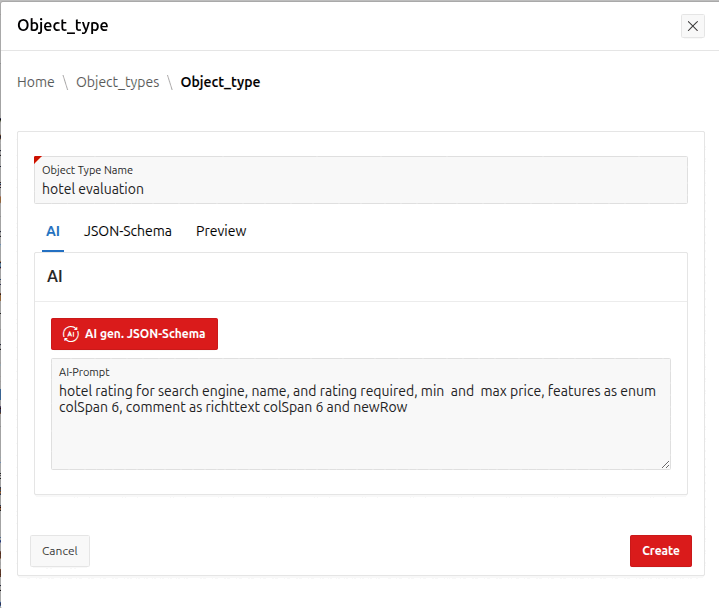 Object_type
Home \ Object_types \ Object_type
Object Type Name
hotel evaluation
AI JSON-Schema Preview
AI
AI AI gen. JSON-Schema
AI-Prompt
hotel rating for search engine, name, and rating required, min  and  max price, features as enum
colSpan 6, comment as richttext colSpan 6 and newRow
Cancel Create